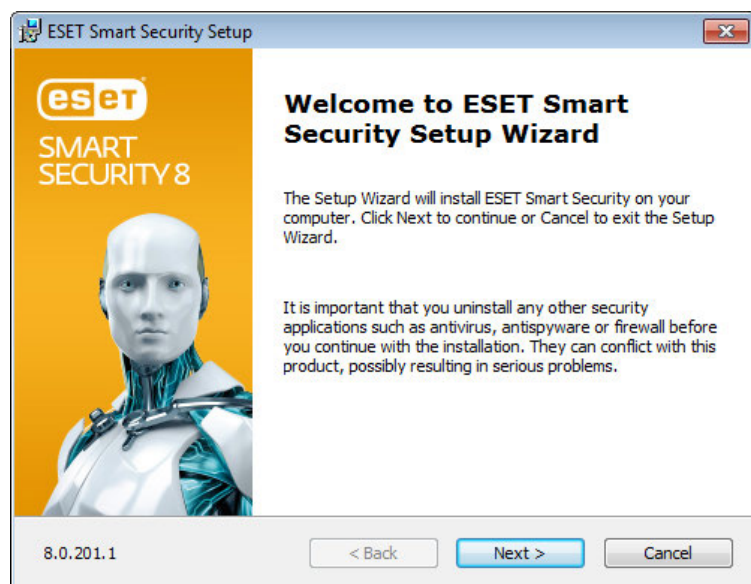 ESET Smart Security Setup
eseT
SMART
SECURITY 8
Welcome to ESET Smart
Security Setup Wizard
The Setup Wizard will install ESET Smart Security on your
computer. Click Next to continue or Cancel to exit the Setup
Wizard.
It is important that you uninstall any other security
applications such as antivirus, antispyware or firewall before
you continue with the installation. They can conflict with this
product, possibly resulting in serious problems.
8.0.201.1
< Back
Next >
Cancel